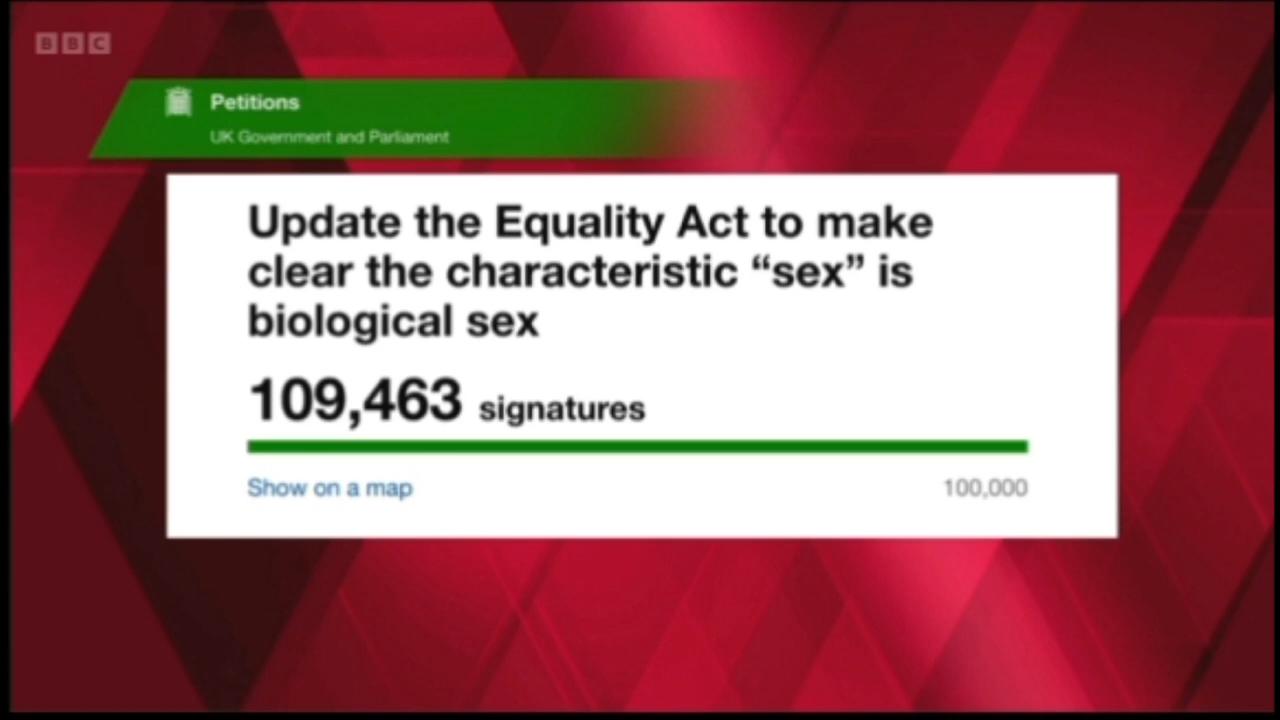 BBC
Petitions
UK Government and Parliament
Update the Equality Act to make
clear the characteristic “sex” is
biological sex
109,463 signatures
Show on a map
100,000